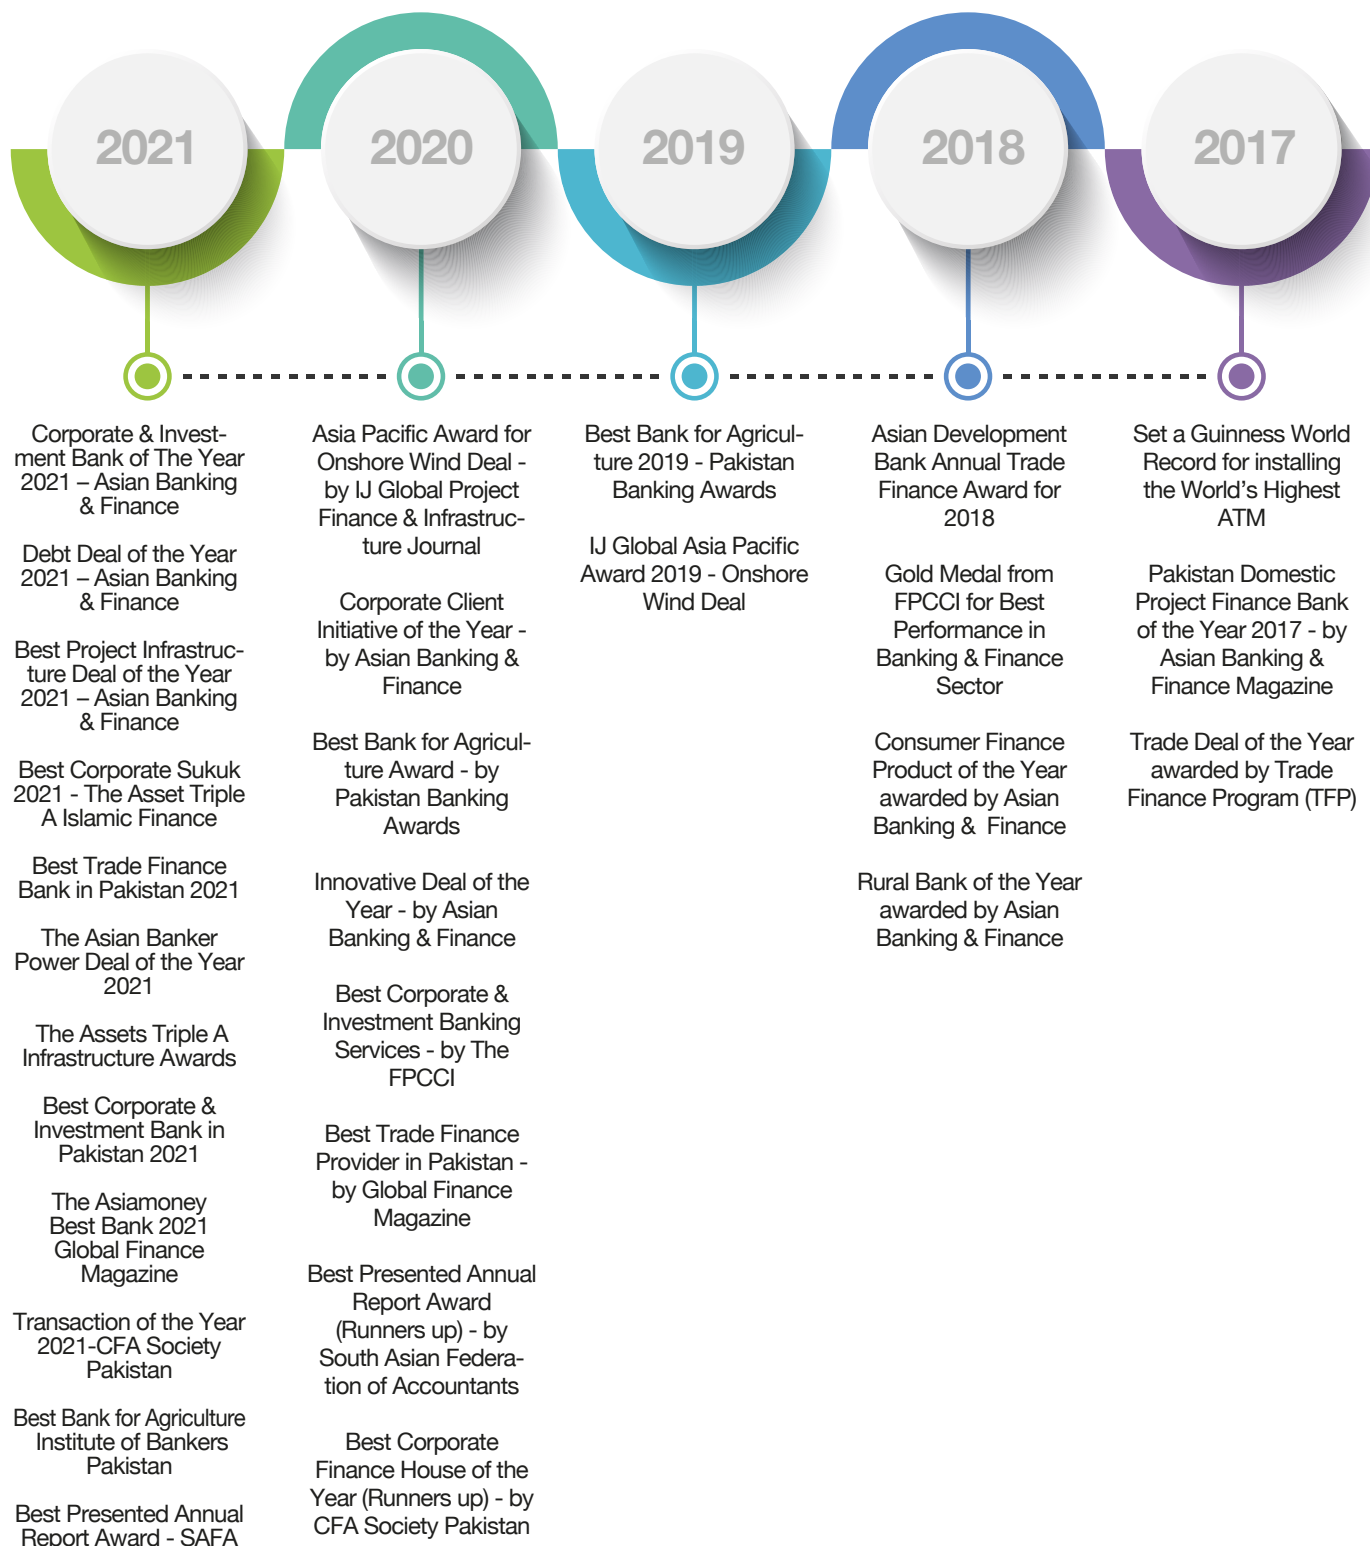 2021
2020
2019
2018
2017
Corporate & Invest-
ment Bank of The Year
2021 – Asian Banking
& Finance
Debt Deal of the Year
2021 – Asian Banking
& Finance
Best Project Infrastruc-
ture Deal of the Year
2021 – Asian Banking
& Finance
Best Corporate Sukuk
2021 - The Asset Triple
A Islamic Finance
Best Trade Finance
Bank in Pakistan 2021
The Asian Banker
Power Deal of the Year
2021
The Assets Triple A
Infrastructure Awards
Best Corporate &
Investment Bank in
Pakistan 2021
The Asiamoney
Best Bank 2021
Global Finance
Magazine
Transaction of the Year
2021-CFA Society
Pakistan
Best Bank for Agriculture
Institute of Bankers
Pakistan
Best Presented Annual
Report Award - SAFA
Asia Pacific Award for
Onshore Wind Deal -
by IJ Global Project
Finance & Infrastruc-
ture Journal
Corporate Client
Initiative of the Year -
by Asian Banking &
Finance
Best Bank for Agricul-
ture Award - by
Pakistan Banking
Awards
Innovative Deal of the
Year - by Asian
Banking & Finance
Best Corporate &
Investment Banking
Services - by The
FPCCI
Best Trade Finance
Provider in Pakistan -
by Global Finance
Magazine
Best Presented Annual
Report Award
(Runners up) - by
South Asian Federa-
tion of Accountants
Best Corporate
Finance House of the
Year (Runners up) - by
CFA Society Pakistan
Best Bank for Agricul-
ture 2019 - Pakistan
Banking Awards
IJ Global Asia Pacific
Award 2019 - Onshore
Wind Deal
Asian Development
Bank Annual Trade
Finance Award for
2018
Gold Medal from
FPCCI for Best
Performance in
Banking & Finance
Sector
Consumer Finance
Product of the Year
awarded by Asian
Banking &  Finance
Rural Bank of the Year
awarded by Asian
Banking & Finance
Set a Guinness World
Record for installing
the World’s Highest
ATM
Pakistan Domestic
Project Finance Bank
of the Year 2017 - by
Asian Banking &
Finance Magazine
Trade Deal of the Year
awarded by Trade
Finance Program (TFP)